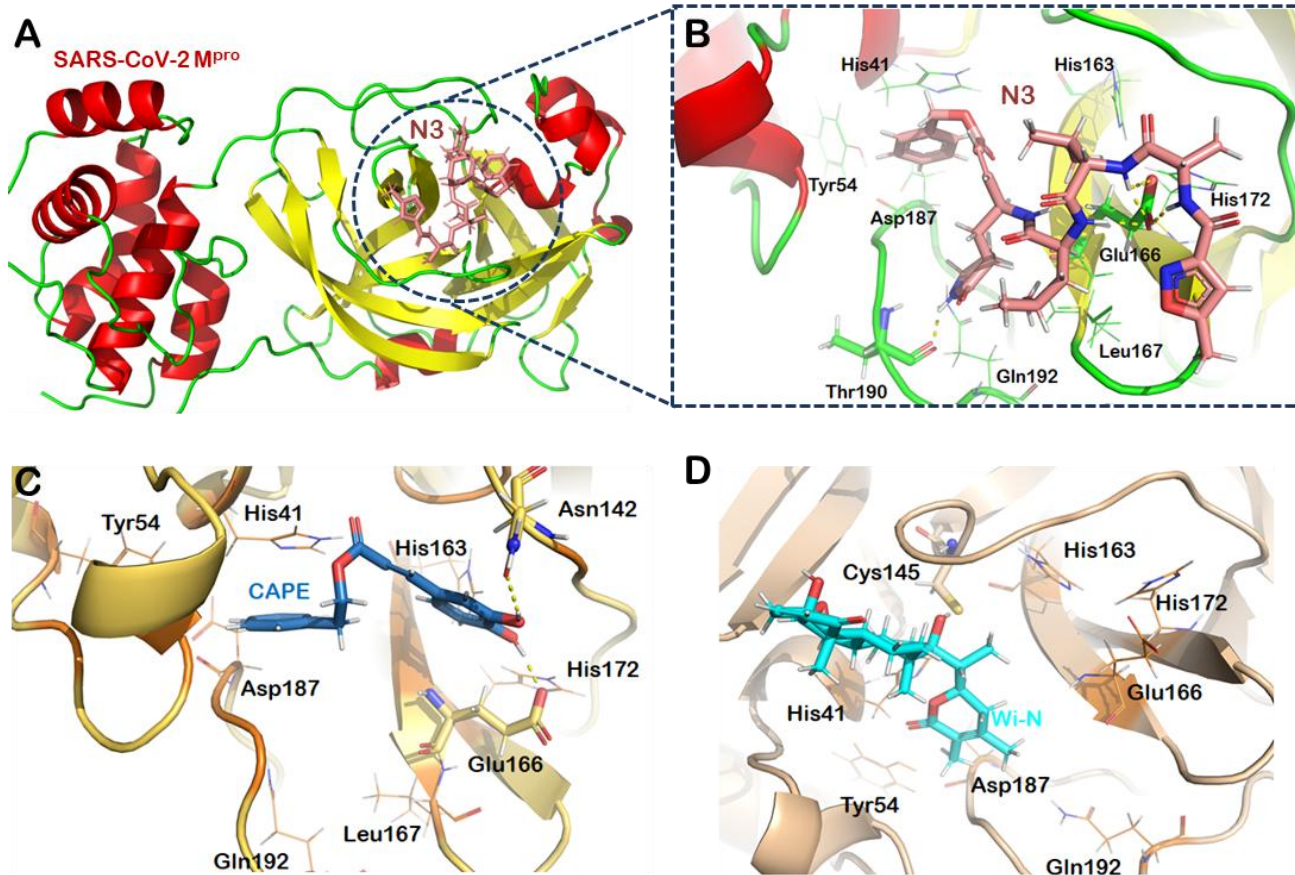 A
SARS-CoV-2 Mpro
N3
B
His41
His163
N3
Tyr54
Asp187
His172
Glu166
Leu167
Thr190
Gln192
C
Tyr54
His41
Asn142
His163
CAPE
His172
Asp187
Glu166
Leu167
Gln192
D
Cys145
His163
His172
Glu166
His41
Wi-N
Asp187
Tyr54
Gln192